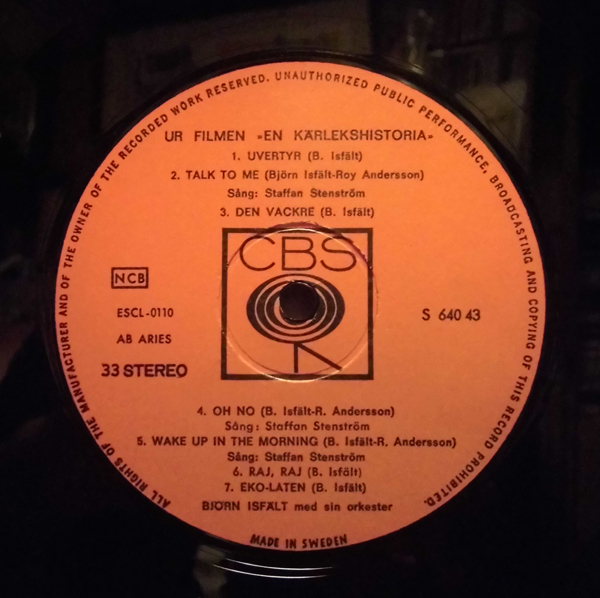 ALL RIGHTS OF THE MANUFACTURER AND OF THE OWNER OF THE RECORDED WORK RESERVED. UNAUTHORIZED PUBLIC PERFORMANCE, BROADCASTING AND COPYING OF THIS RECORD PROHIBITED.
UR FILMEN »EN KÄRLEKSHISTORIA»
1. UVERTYR (B. Isfält)
2. TALK TO ME (Björn Isfält-Roy Andersson)
Sång: Staffan Stenström
3. DEN VACKRE (B. Isfält)
CBS
NCB
ESCL-0110
S 640 43
AB ARIES
33 STEREO
4. OH NO (B. Isfält-R. Andersson)
Sång: Staffan Stenström
5. WAKE UP IN THE MORNING (B. Isfält-R. Andersson)
Sång: Staffan Stenström
6. RAJ, RAJ (B. Isfält)
7. EKO-LÅTEN (B. Isfält)
BJÖRN ISFÄLT med sin orkester
MADE IN SWEDEN